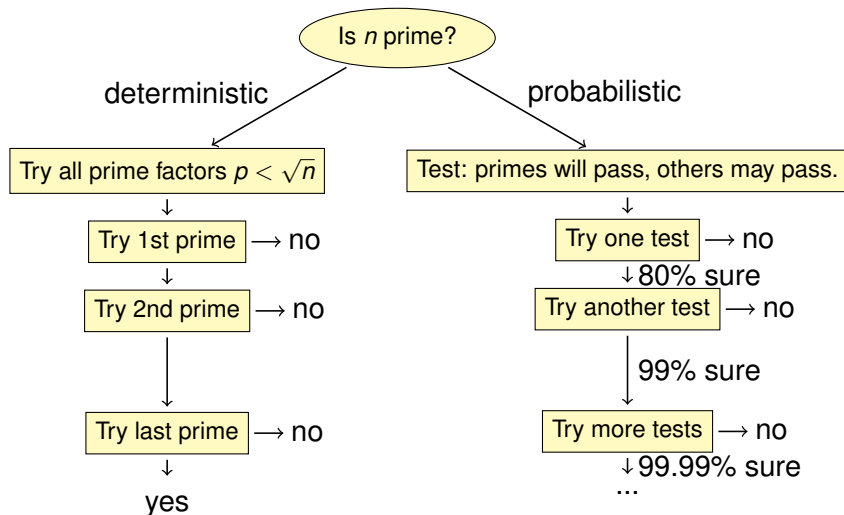 Is n prime?
deterministic
probabilistic
Try all prime factors p < √n
Test: primes will pass, others may pass.
Try 1st prime → no
Try one test → no
80% sure
Try 2nd prime → no
Try another test → no
99% sure
Try last prime → no
Try more tests → no
99.99% sure
yes
...